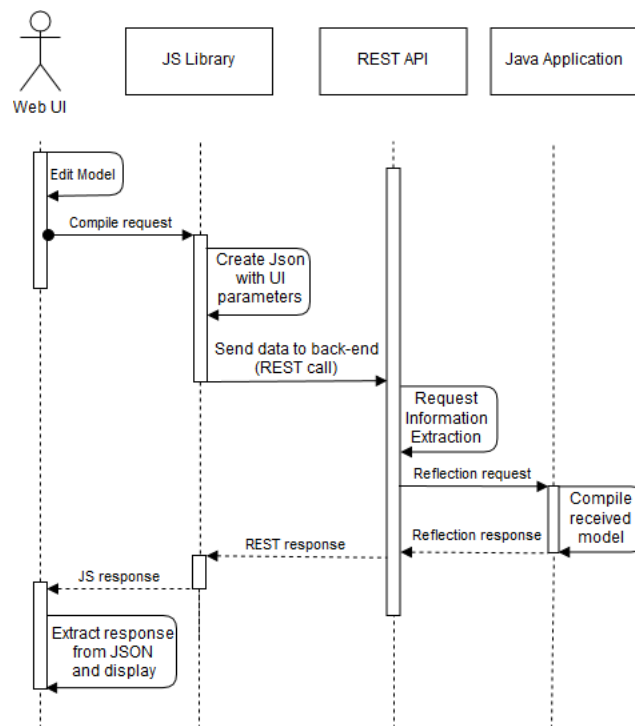 Web UI
JS Library
REST API
Java Application
Edit Model
Compile request
Create Json
with UI
parameters
Send data to back-end
(REST call)
Request
Information
Extraction
Reflection request
Compile
received
model
Reflection response
REST response
JS response
Extract response
from JSON
and display